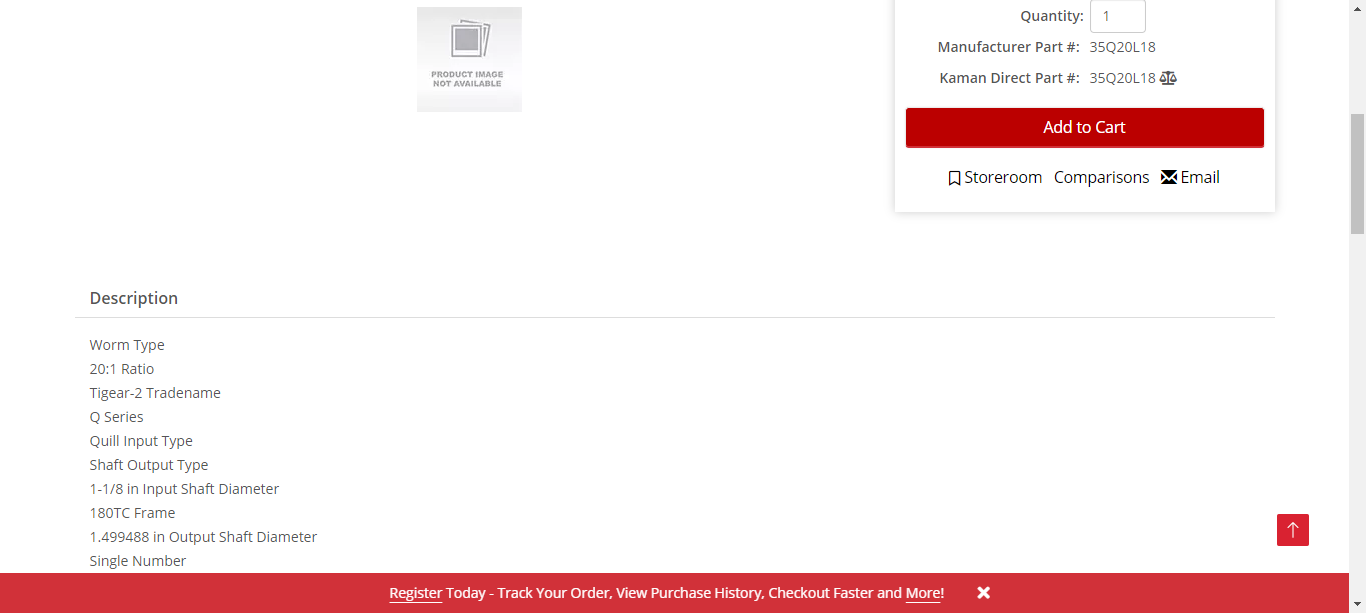 PRODUCT IMAGE
NOT AVAILABLE
Quantity: 1
Manufacturer Part #: 35Q20L18
Kaman Direct Part #: 35Q20L18
Add to Cart
Storeroom Comparisons Email
Description
Worm Type
20:1 Ratio
Tigear-2 Tradename
Q Series
Quill Input Type
Shaft Output Type
1-1/8 in Input Shaft Diameter
180TC Frame
1.499488 in Output Shaft Diameter
Single Number
Register Today - Track Your Order, View Purchase History, Checkout Faster and More!